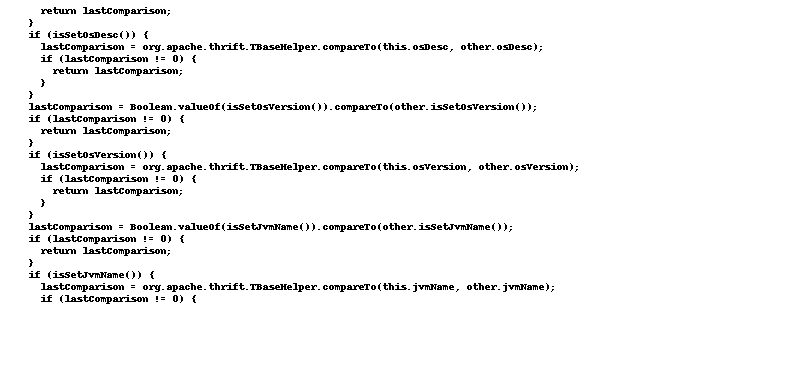 return lastComparison;
}
if (isSetOsDesc()) {
lastComparison = org.apache.thrift.TBaseHelper.compareTo(this.osDesc, other.osDesc);
if (lastComparison != 0) {
return lastComparison;
}
}
lastComparison = Boolean.valueOf(isSetOsVersion()).compareTo(other.isSetOsVersion());
if (lastComparison != 0) {
return lastComparison;
}
if (isSetOsVersion()) {
lastComparison = org.apache.thrift.TBaseHelper.compareTo(this.osVersion, other.osVersion);
if (lastComparison != 0) {
return lastComparison;
}
}
lastComparison = Boolean.valueOf(isSetJvmName()).compareTo(other.isSetJvmName());
if (lastComparison != 0) {
return lastComparison;
}
if (isSetJvmName()) {
lastComparison = org.apache.thrift.TBaseHelper.compareTo(this.jvmName, other.jvmName);
if (lastComparison != 0) {